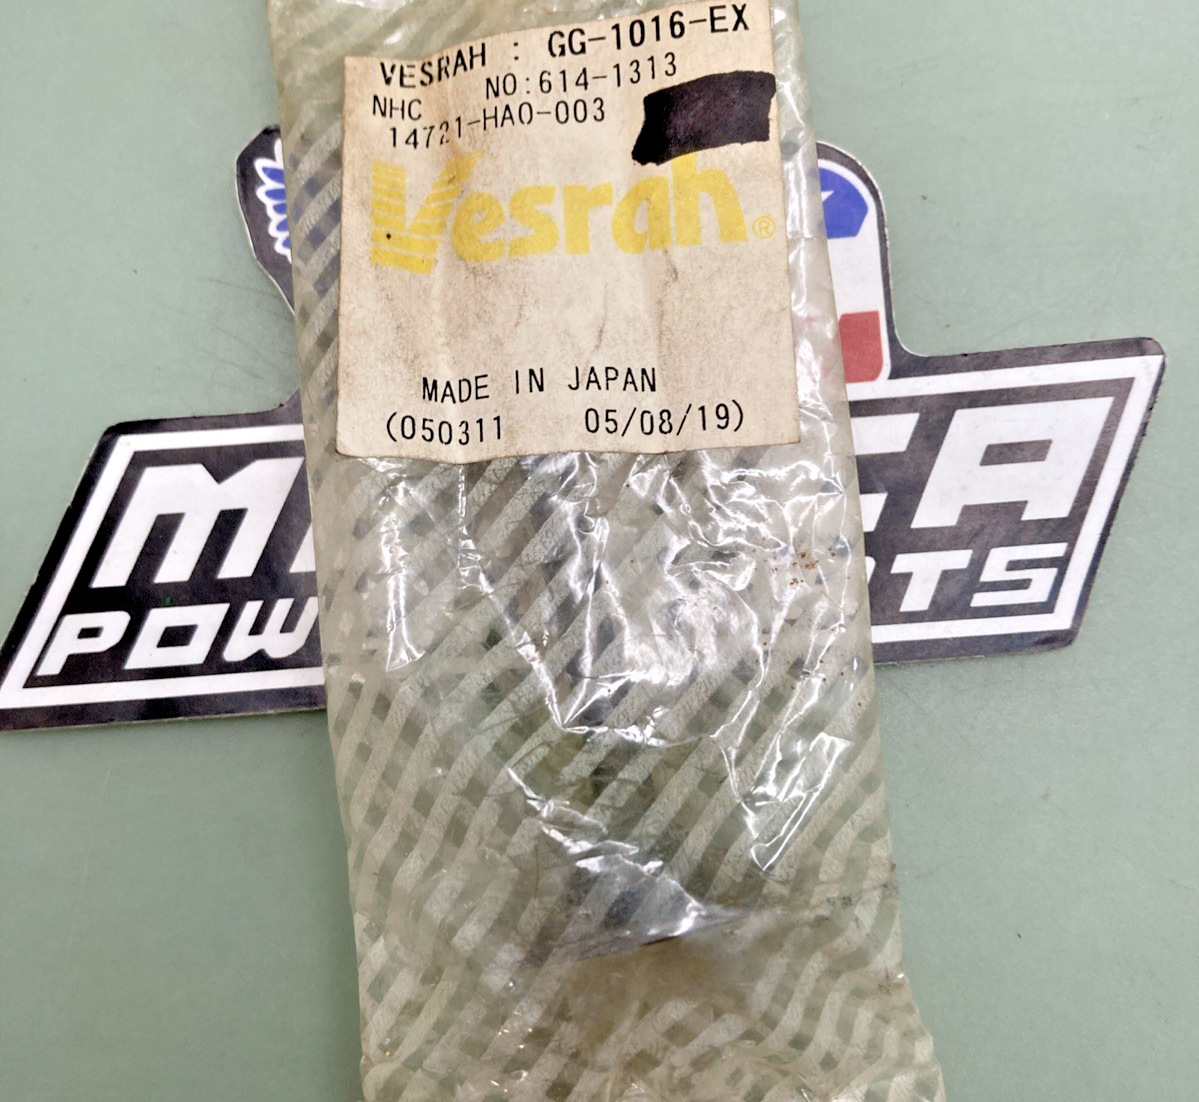 VESRAH : GG-1016-EX
NO:614-1313
NHC
14721-HA0-003
Vesrah®
MADE IN JAPAN
(050311 05/08/19)